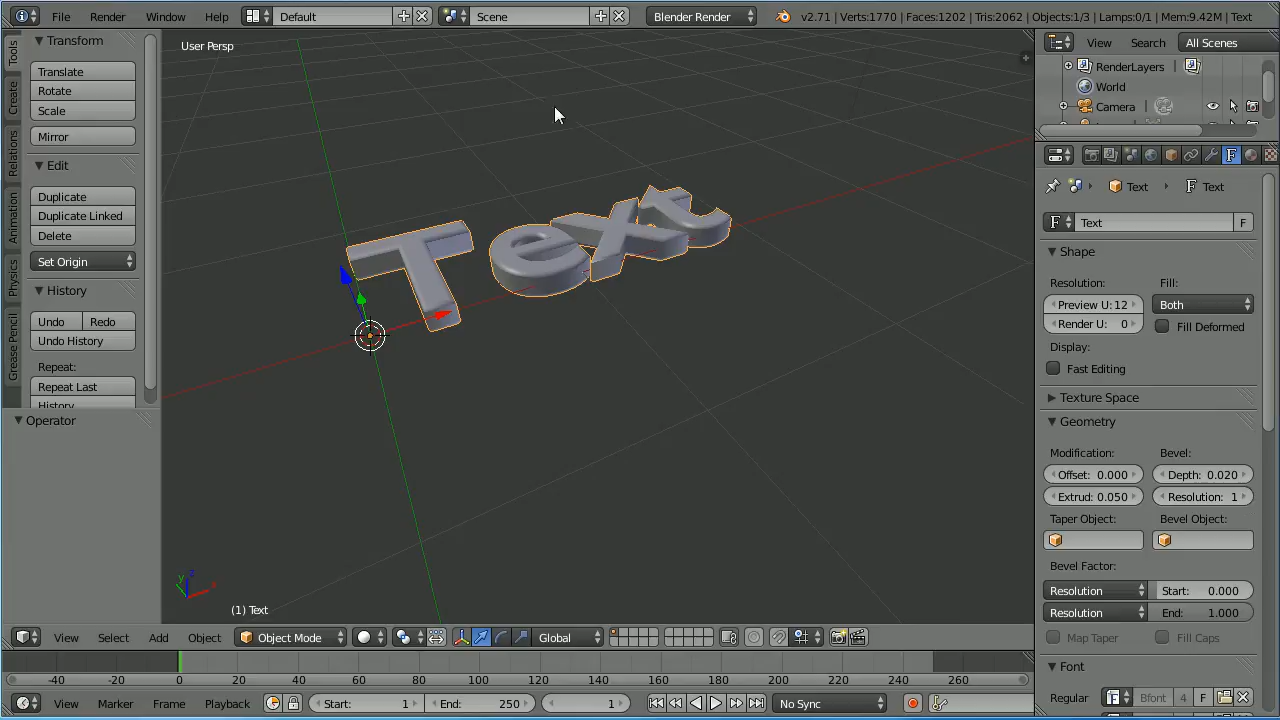 File Render Window Help Default Scene Blender Render v2.71 | Verts:1770 | Faces:1202 | Tris:2062 | Objects:1/3 | Lamps:0/1 | Mem:9.42M | Text
Tools
Create
Relations
Animation
Physics
Grease Pencil
Transform
Translate
Rotate
Scale
Mirror
Edit
Duplicate
Duplicate Linked
Delete
Set Origin
History
Undo Redo
Undo History
Repeat:
Repeat Last
History
Operator
User Persp
Text
(1) Text
View Search All Scenes
RenderLayers
World
Camera
Text Text
F Text F
Shape
Resolution: Fill:
Preview U: 12 Both
Render U: 0 Fill Deformed
Display:
Fast Editing
Texture Space
Geometry
Modification: Bevel:
Offset: 0.000 Depth: 0.020
Extrud: 0.050 Resolution: 1
Taper Object: Bevel Object:
Bevel Factor:
Resolution Start: 0.000
Resolution End: 1.000
Map Taper Fill Caps
Font
Regular Bfont 4 F
View Select Add Object Object Mode Global
-40 -20 0 20 40 60 80 100 120 140 160 180 200 220 240 260
View Marker Frame Playback Start: 1 End: 250 1 No Sync